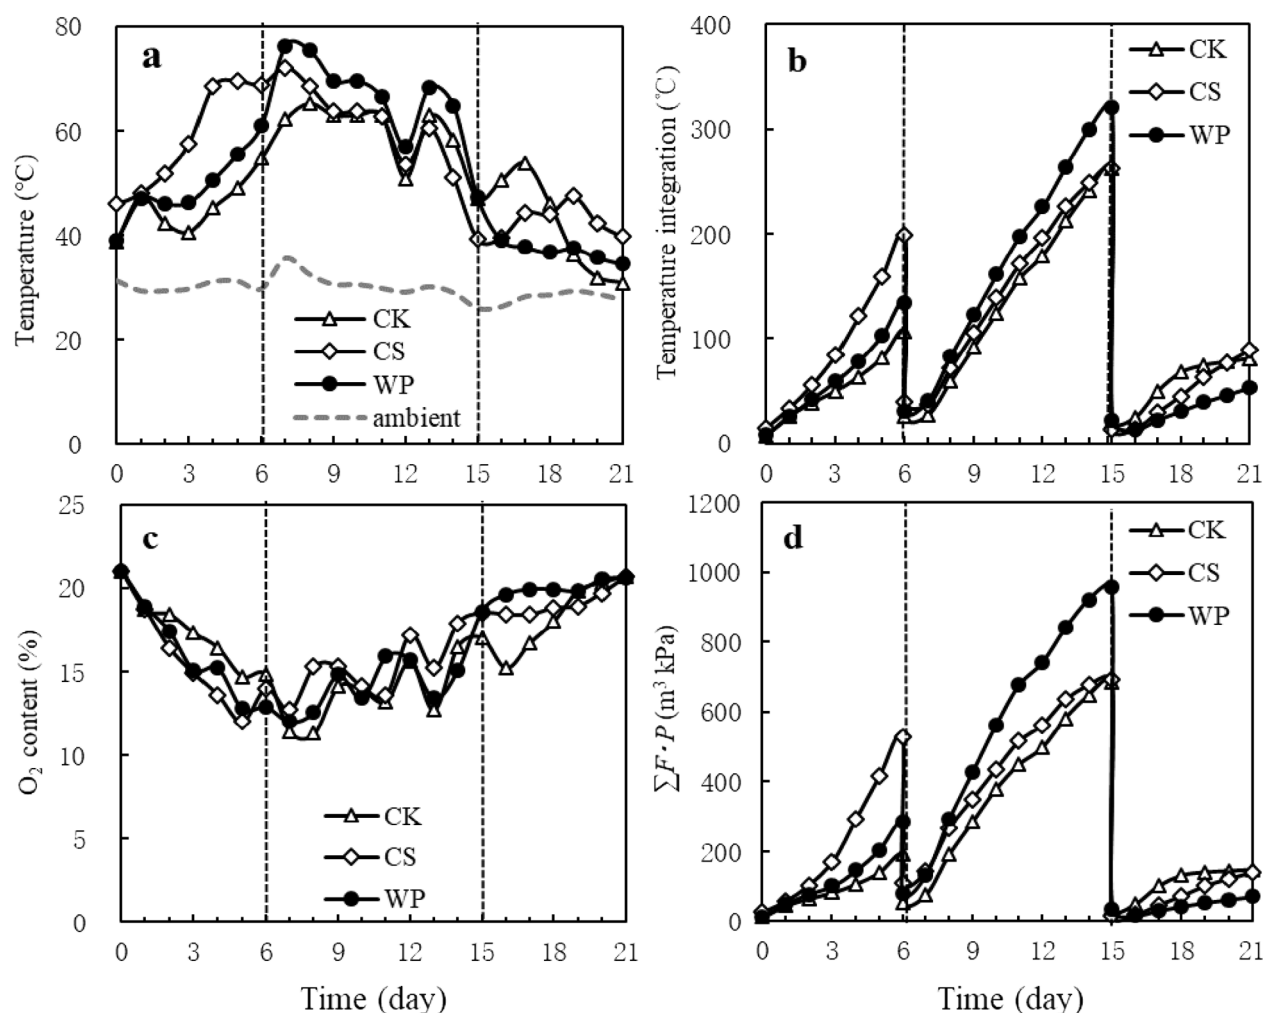 a
Temperature (°C)
80
60
40
20
0
CK
CS
WP
ambient
0 3 6 9 12 15 18 21
b
Temperature integration (℃)
400
300
200
100
0
CK
CS
WP
0 3 6 9 12 15 18 21
c
O₂ content (%)
25
20
15
10
5
0
CK
CS
WP
0 3 6 9 12 15 18 21
Time (day)
d
∑F·P (m³ kPa)
1200
1000
800
600
400
200
0
CK
CS
WP
0 3 6 9 12 15 18 21
Time (day)